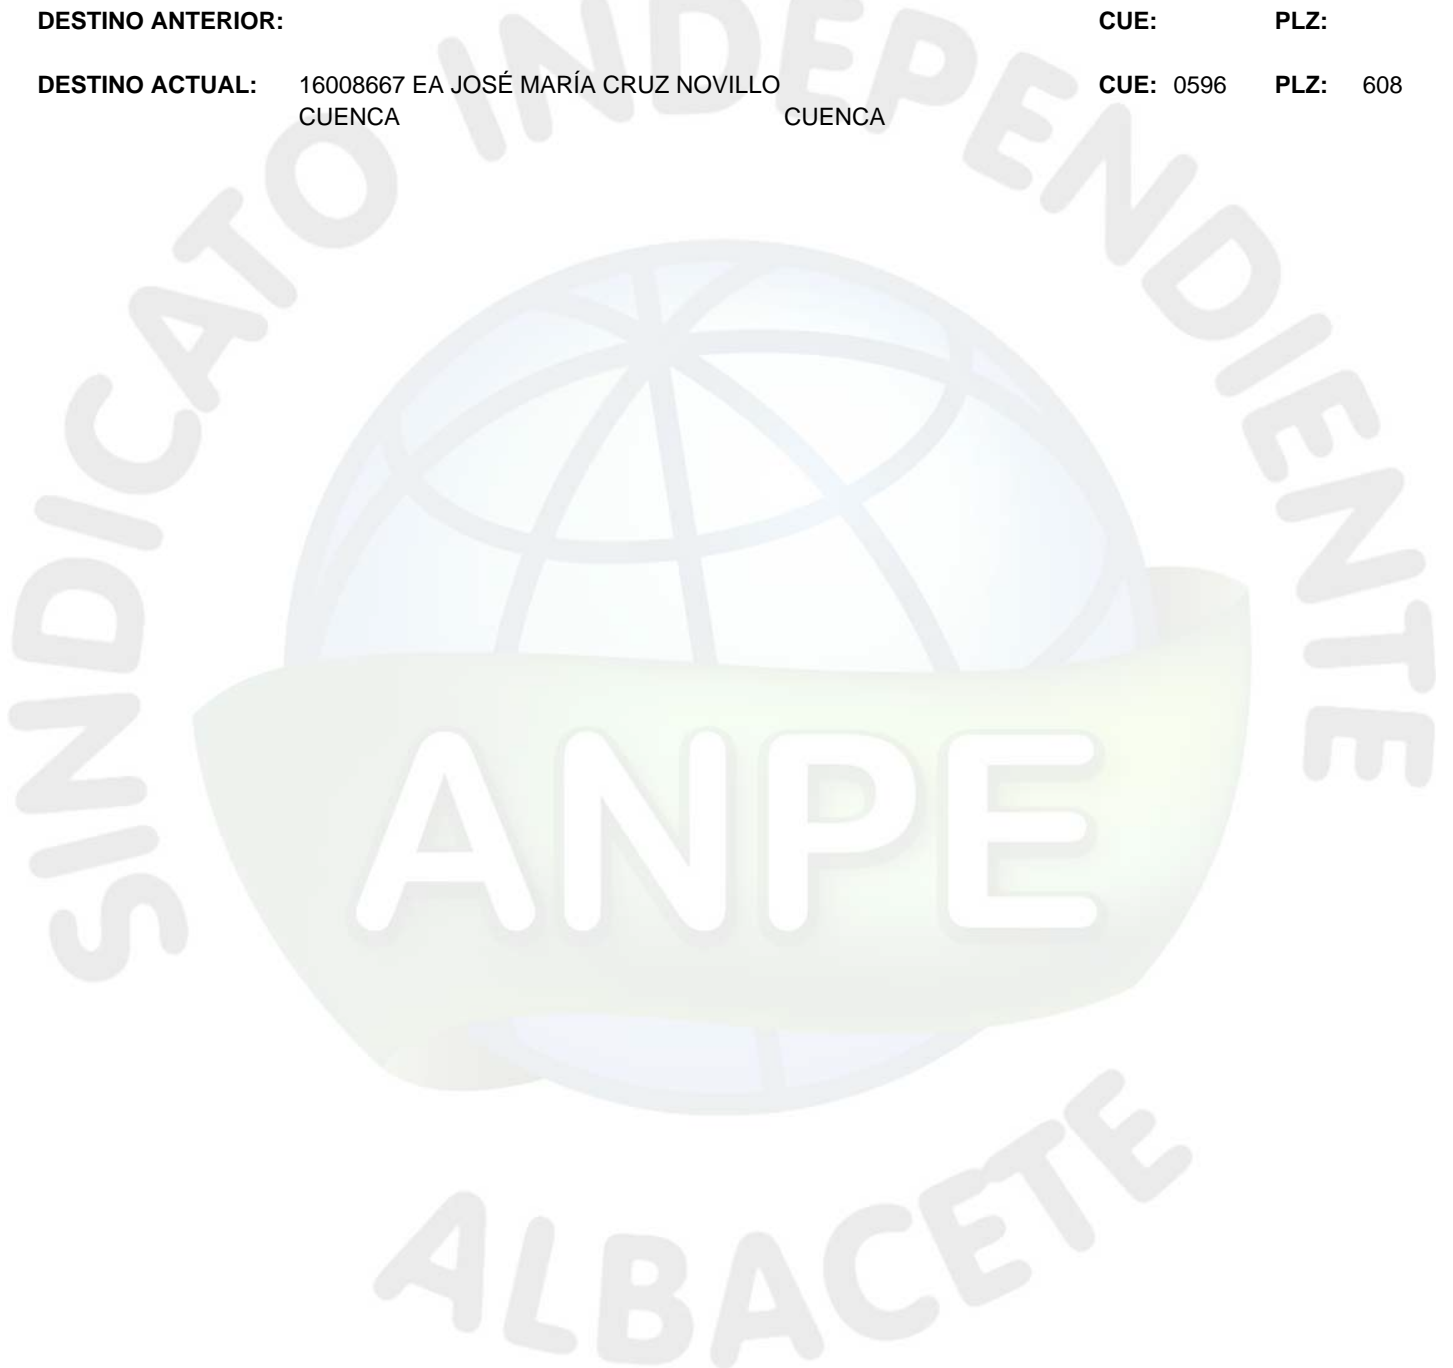 DESTINO ANTERIOR: CUE: PLZ:
DESTINO ACTUAL: 16008667 EA JOSÉ MARÍA CRUZ NOVILLO CUE: 0596 PLZ: 608
CUENCA CUENCA
SINDICATO INDEPENDIENTE
ANPE
ALBACETE